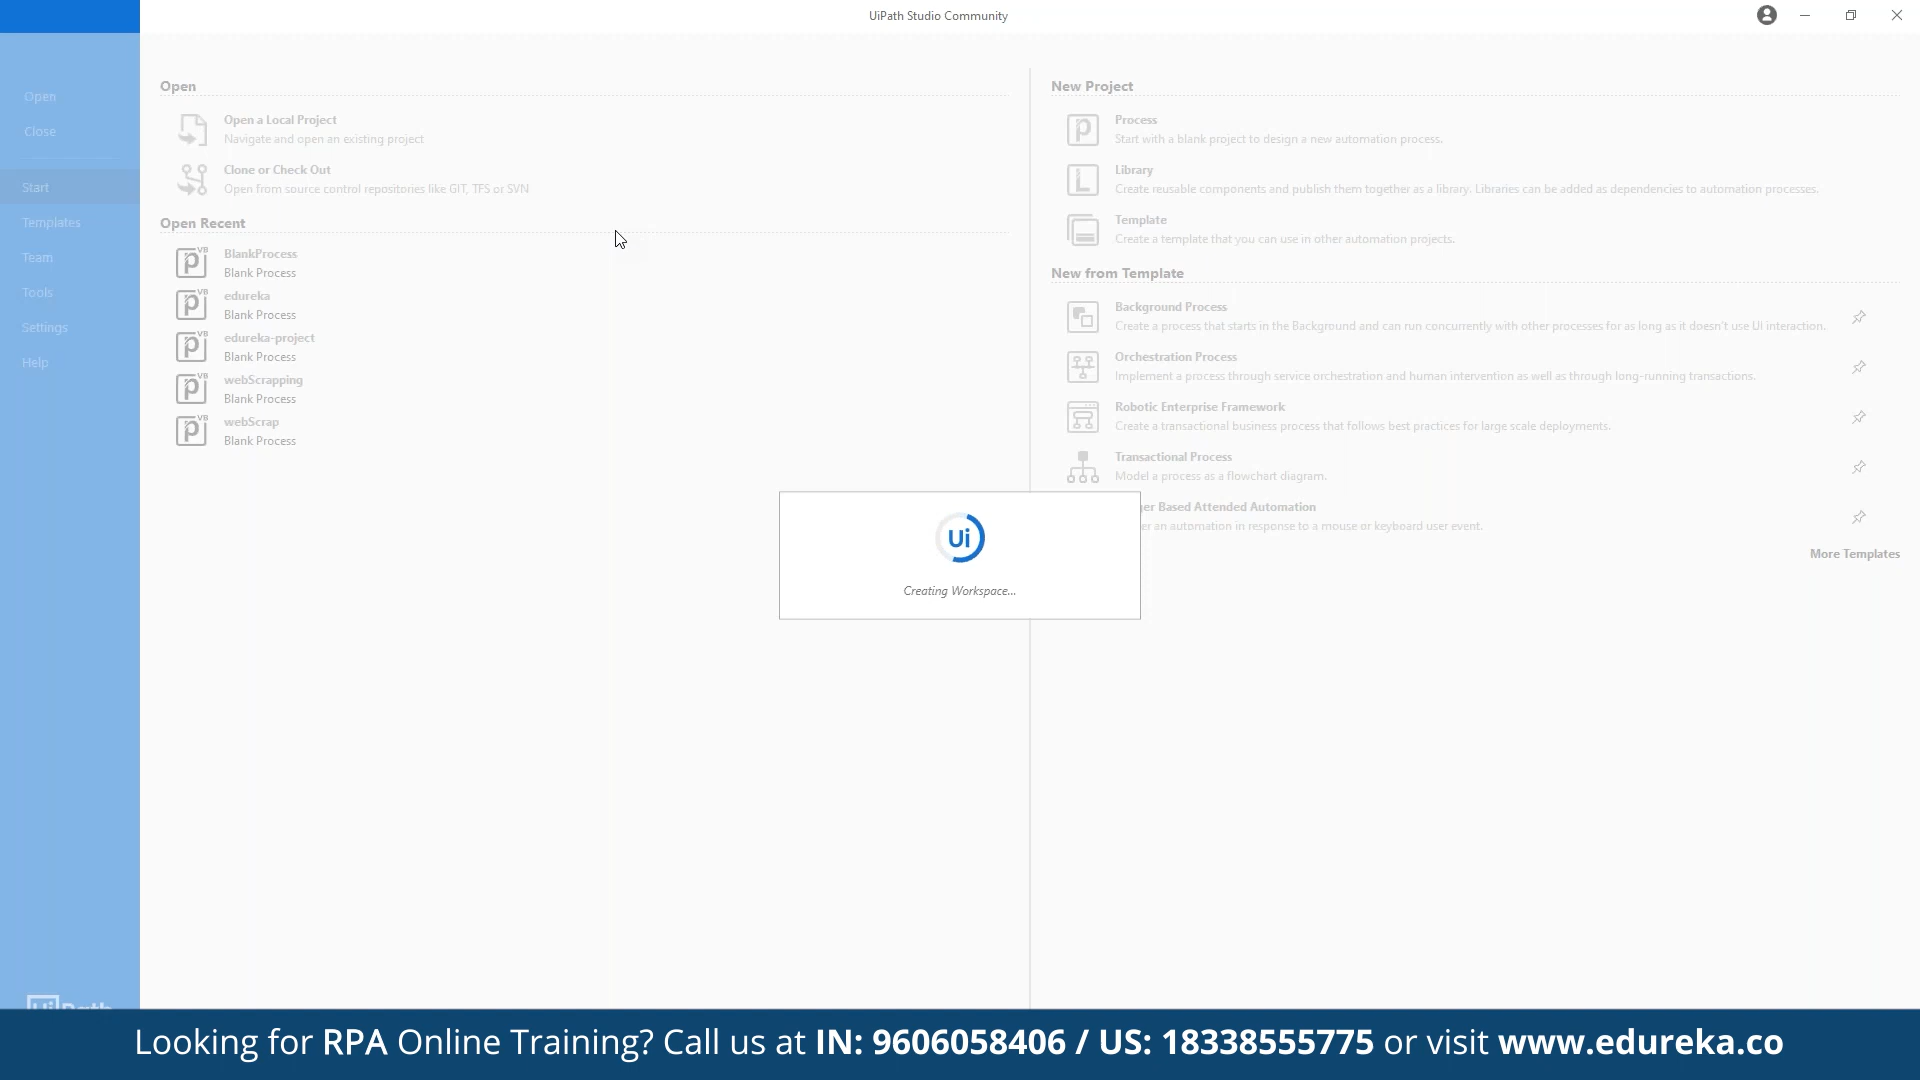 UiPath Studio Community
Open
Close
Start
Templates
Team
Tools
Settings
Help
Open
Open a Local Project
Navigate and open an existing project
Clone or Check Out
Open from source control repositories like GIT, TFS or SVN
Open Recent
VB
BlankProcess
Blank Process
VB
edureka
Blank Process
VB
edureka-project
Blank Process
VB
webScrapping
Blank Process
VB
webScrap
Blank Process
New Project
Process
Start with a blank project to design a new automation process.
Library
Create reusable components and publish them together as a library. Libraries can be added as dependencies to automation processes.
Template
Create a template that you can use in other automation projects.
New from Template
Background Process
Create a process that starts in the Background and can run concurrently with other processes for as long as it doesn't use UI interaction.
Orchestration Process
Implement a process through service orchestration and human intervention as well as through long-running transactions.
Robotic Enterprise Framework
Create a transactional business process that follows best practices for large scale deployments.
Transactional Process
Model a process as a flowchart diagram.
Based Attended Automation
an automation in response to a mouse or keyboard user event.
More Templates
Ui
Creating Workspace...
Looking for RPA Online Training? Call us at IN: 9606058406 / US: 18338555775 or visit www.edureka.co